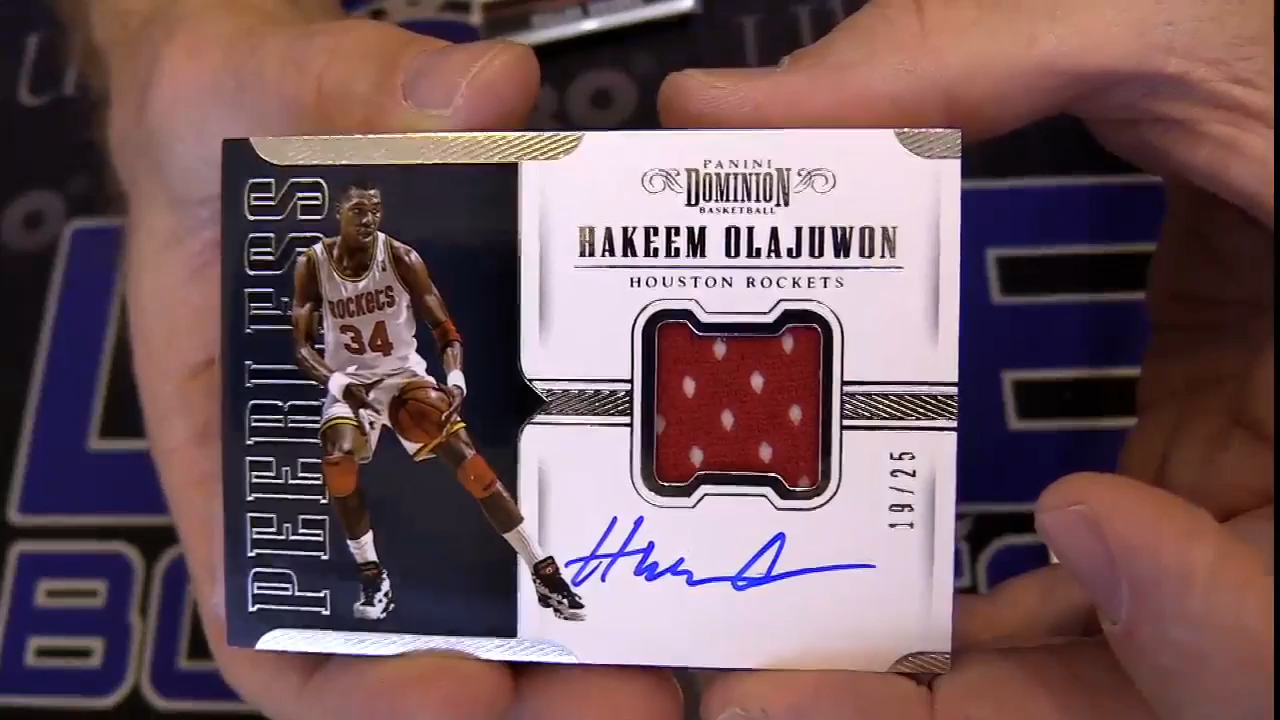 PEERLESS
PANINI
DOMINION
BASKETBALL
HAKEEM OLAJUWON
HOUSTON ROCKETS
ROCKETS
34
19/25